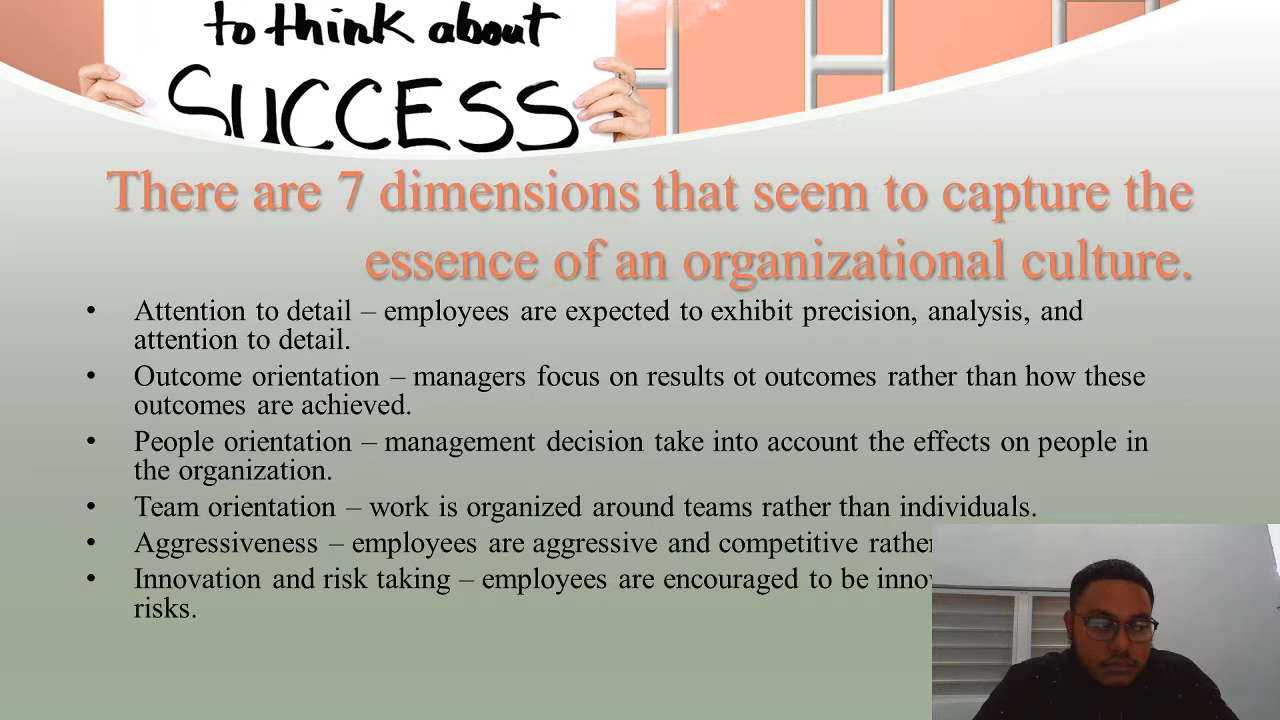 to think about
SUCCESS
There are 7 dimensions that seem to capture the
essence of an organizational culture.
• Attention to detail – employees are expected to exhibit precision, analysis, and
attention to detail.
• Outcome orientation – managers focus on results ot outcomes rather than how these
outcomes are achieved.
• People orientation – management decision take into account the effects on people in
the organization.
• Team orientation – work is organized around teams rather than individuals.
• Aggressiveness – employees are aggressive and competitive rather
• Innovation and risk taking – employees are encouraged to be
risks.